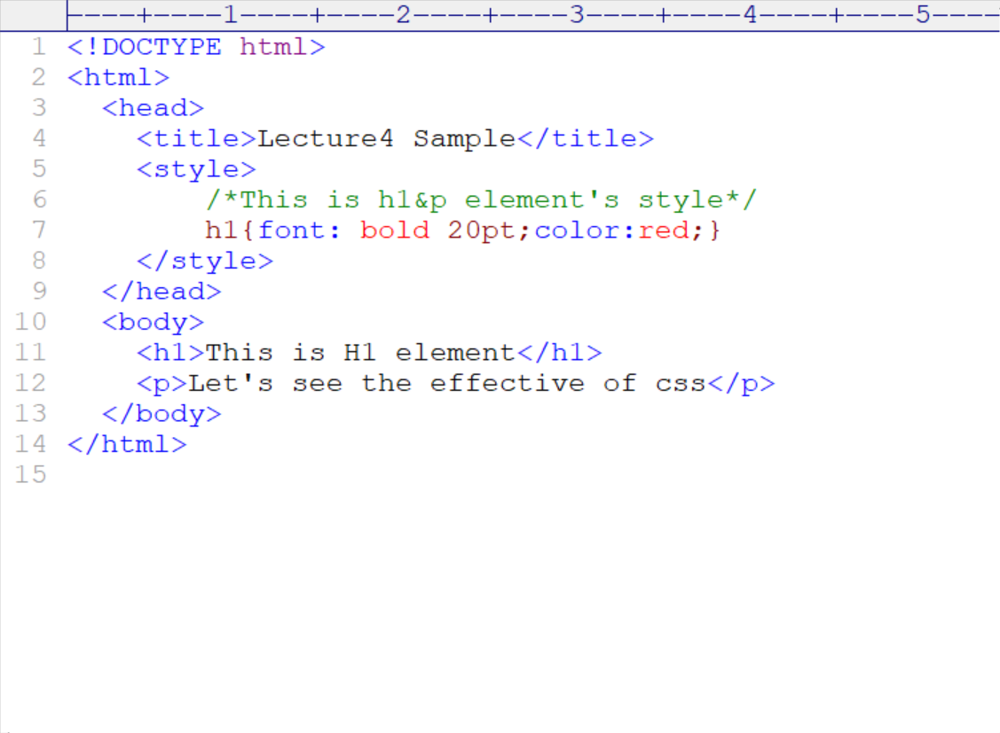 ----+----1----+----2----+----3----+----4----+----5----
1 <!DOCTYPE html>
2 <html>
3   <head>
4     <title>Lecture4 Sample</title>
5     <style>
6         /*This is h1&p element's style*/
7         h1{font: bold 20pt;color:red;}
8     </style>
9   </head>
10   <body>
11     <h1>This is H1 element</h1>
12     <p>Let's see the effective of css</p>
13   </body>
14 </html>
15